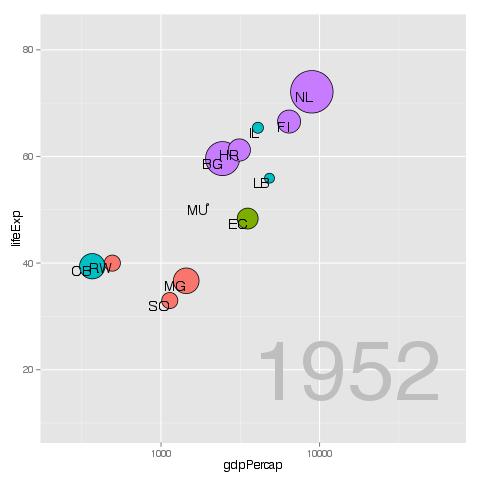 80
NL
FI
IL
60
HR
BG
LB
MU
EC
lifeExp
40
RW
MG
SO
1952
20
1000
10000
gdpPercap